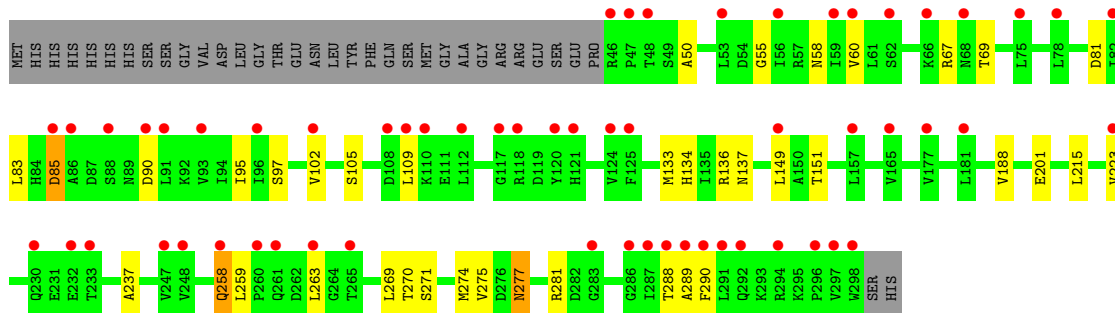 MET HIS HIS HIS HIS HIS HIS SER SER GLY VAL ASP LEU GLY THR GLU ASN LEU TYR PHE GLN SER MET GLY ALA GLY ARG ARG GLU SER GLU PRO R46 P47 T48 S49 A50 L53 D54 G55 I56 R57 N58 I59 V60 L61 S62 K66 R67 N68 T69 L75 L78 D81
L83 H84 D85 A86 D87 S88 N89 D90 L91 K92 V93 I94 I95 I96 S97 V102 S105 D108 L109 K110 E111 L112 G117 R118 D119 Y120 H121 V124 F125 M133 H134 I135 R136 N137 L149 A150 T151 L157 V165 V177 L181 V188 E201 L215
Q230 E231 E232 T233 A237 V247 V248 Q258 L259 P260 Q261 D262 L263 G264 T265 L269 T270 S271 M274 V275 D276 N277 R281 D282 G283 G286 I287 T288 A289 F290 L291 Q292 K293 R294 K295 P296 V297 W298 SER HIS